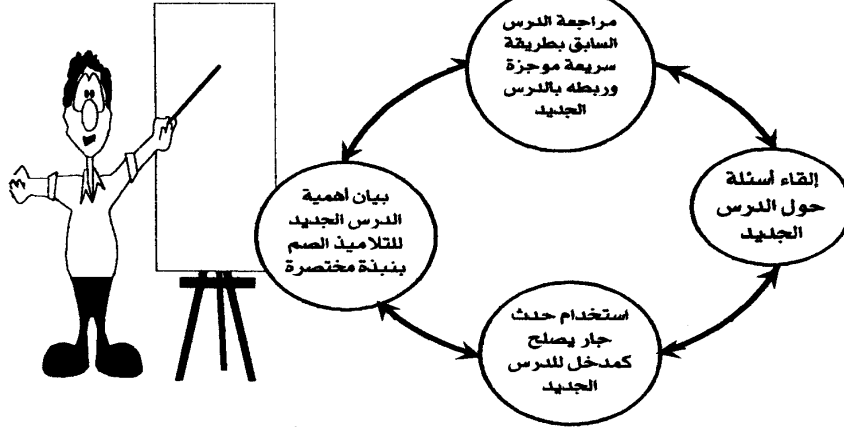 مراجعة الدرس
السابق بطريقة
سريعة موجزة
وربطه بالدرس
الجديد
إلقاء أسئلة
حول الدرس
الجديد
بيان أهمية
الدرس الجديد
للتلاميذ الصم
بنبذة مختصرة
استخدام حدث
جار يصلح
كمدخل للدرس
الجديد